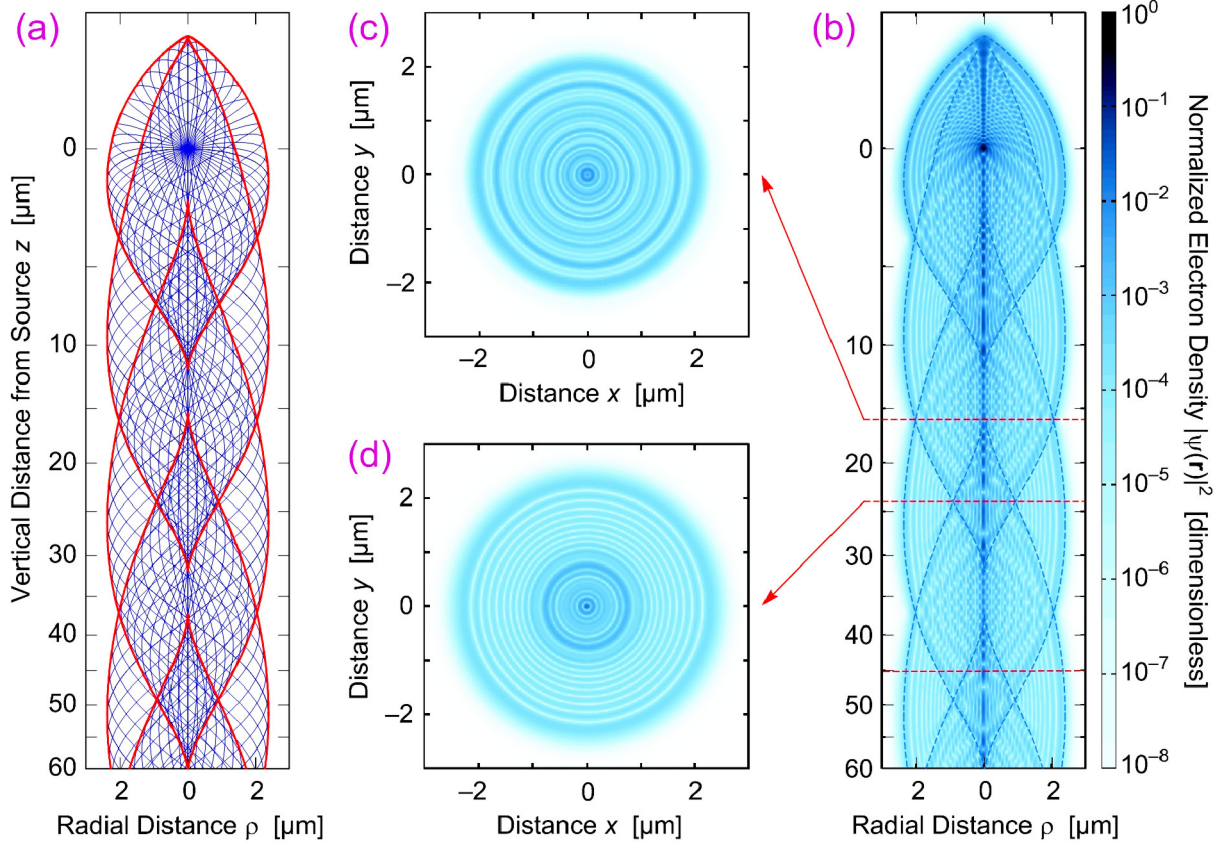 (a)
0
10
20
30
40
50
60
2 0 2
Vertical Distance from Source z [μm]
Radial Distance ρ [μm]
(c)
2
0
−2
−2 0 2
Distance y [μm]
Distance x [μm]
(d)
2
0
−2
−2 0 2
Distance y [μm]
Distance x [μm]
(b)
0
10
20
30
40
50
60
2 0 2
Radial Distance ρ [μm]
10⁰
10⁻¹
10⁻²
10⁻³
10⁻⁴
10⁻⁵
10⁻⁶
10⁻⁷
10⁻⁸
Normalized Electron Density |ψ(r)|² [dimensionless]